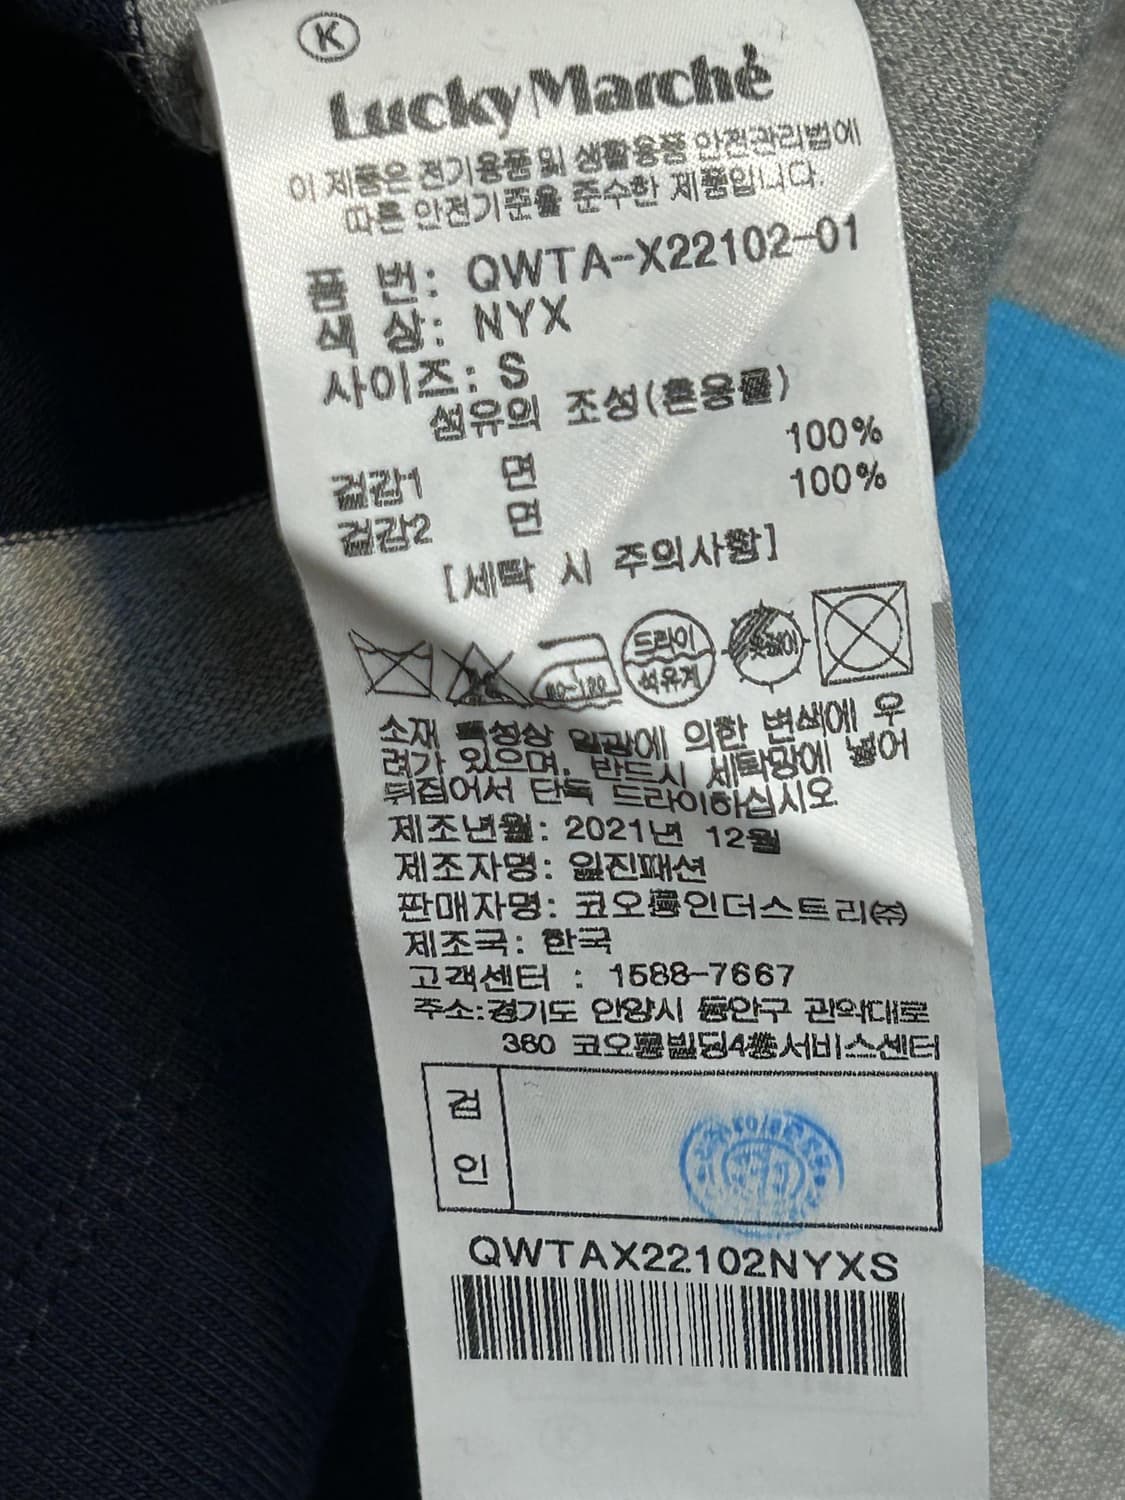 K
LuckyMarché
이 제품은 전기용품 및 생활용품 안전관리법에
따른 안전기준을 준수한 제품입니다.
품 번: QWTA-X22102-01
색 상: NYX
사이즈: S
섬유의 조성(혼용률)
100%
겉감1 면
100%
겉감2 면
[세탁 시 주의사항]
드라이
석유계
옷걸이
소재 특성상 일광에 의한 변색에 우
려가 있으며, 반드시 세탁망에 넣어
뒤집어서 단독 드라이하십시오
제조년월: 2021년 12월
제조자명: 일진패션
판매자명: 코오롱인더스트리㈜
제조국: 한국
고객센터 : 1588-7667
주소:경기도 안양시 동안구 관악대로
360 코오롱빌딩4층서비스센터
검
인
QWTAX22102NYXS